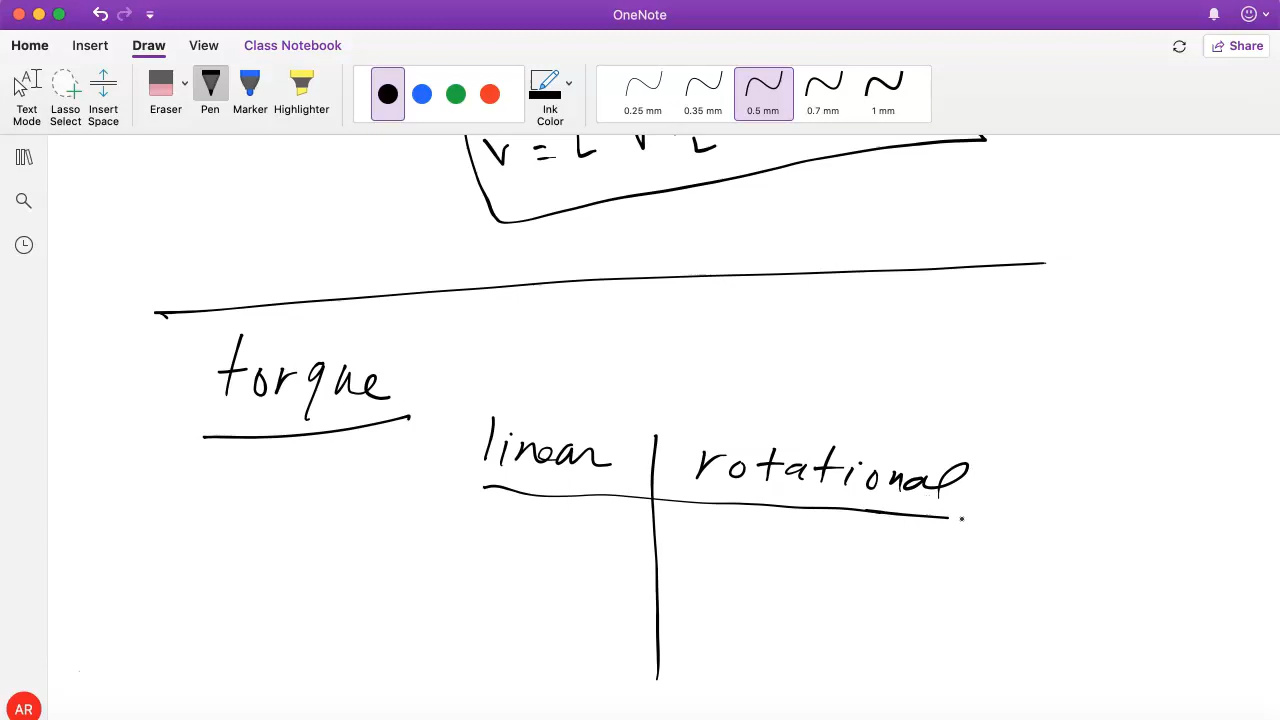 OneNote
Home Insert Draw View Class Notebook Share
Text Mode
Lasso Select
Insert Space
Eraser
Pen
Marker
Highlighter
Ink Color
0.25 mm
0.35 mm
0.5 mm
0.7 mm
1 mm
torque
linear rotational
AR